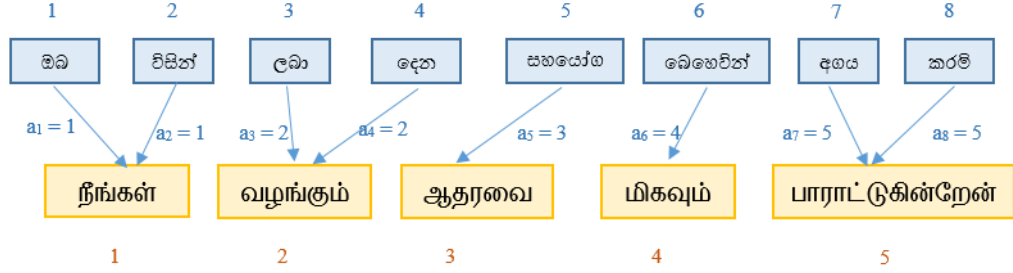 1 2 3 4 5 6 7 8
ඔබ විසින් ලබා දෙන සහයෝග බෙහෙවින් අගය කරමි
a₁ = 1 a₂ = 1 a₃ = 2 a₄ = 2 a₅ = 3 a₆ = 4 a₇ = 5 a₈ = 5
நீங்கள் வழங்கும் ஆதரவை மிகவும் பாராட்டுகின்றேன்
1 2 3 4 5